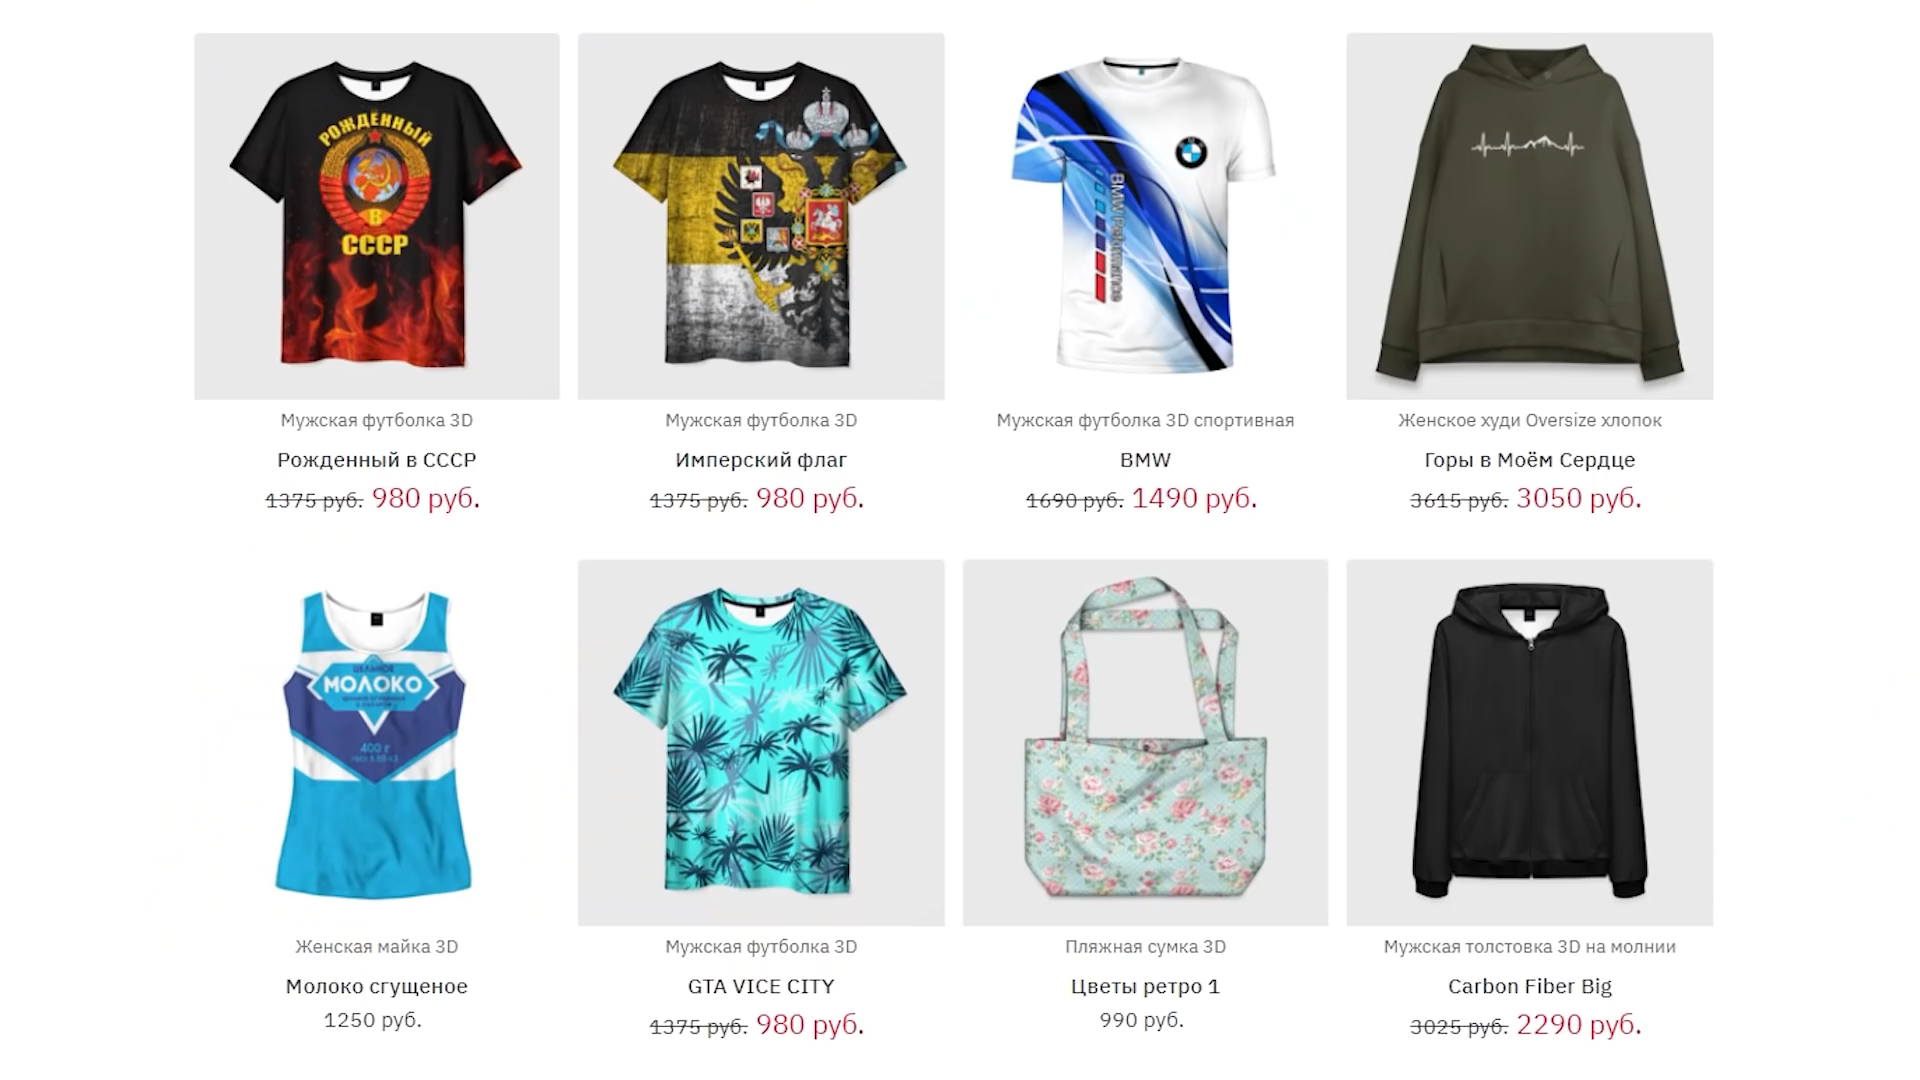 РОЖДЕННЫЙ
В
СССР
BMW
BMW Performance
Мужская футболка 3D
Мужская футболка 3D
Мужская футболка 3D спортивная
Женское худи Oversize хлопок
Рожденный в СССР
Имперский флаг
BMW
Горы в Моём Сердце
1375 руб. 980 руб.
1375 руб. 980 руб.
1690 руб. 1490 руб.
3615 руб. 3050 руб.
ЦЕЛЬНОЕ
МОЛОКО
400 г
Женская майка 3D
Мужская футболка 3D
Пляжная сумка 3D
Мужская толстовка 3D на молнии
Молоко сгущеное
GTA VICE CITY
Цветы ретро 1
Carbon Fiber Big
1250 руб.
1375 руб. 980 руб.
990 руб.
3025 руб. 2290 руб.